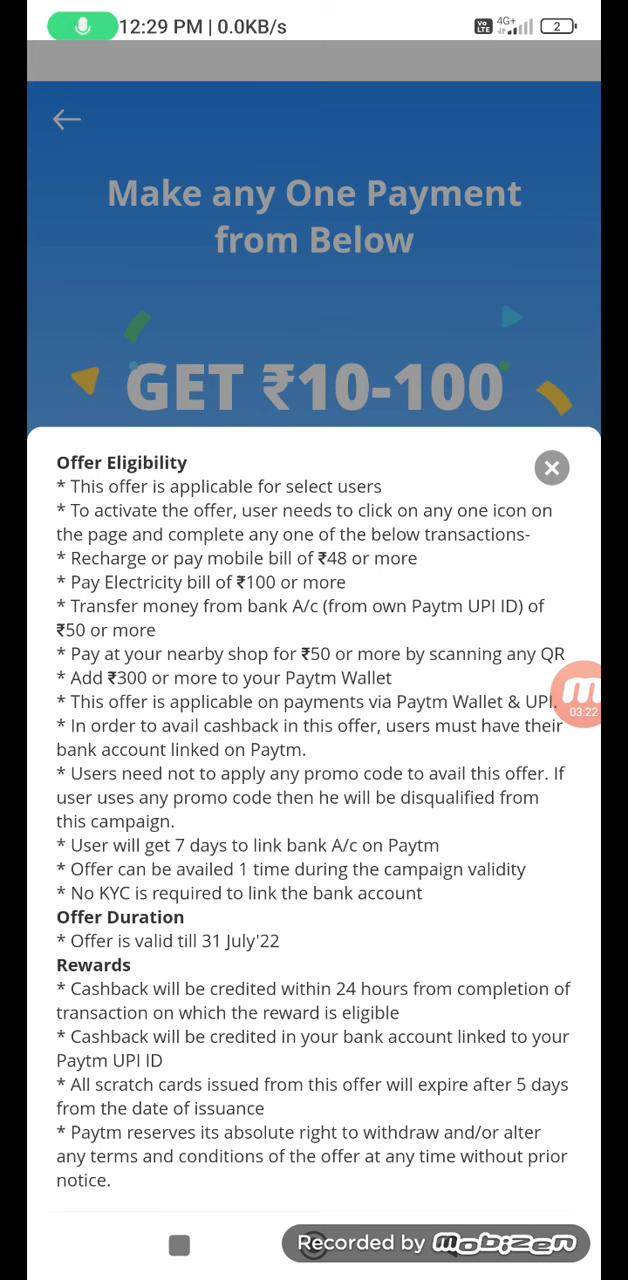 12:29 PM | 0.0KB/s
Vo LTE 4G+ 2
Make any One Payment
from Below
GET ₹10-100
Offer Eligibility
* This offer is applicable for select users
* To activate the offer, user needs to click on any one icon on
the page and complete any one of the below transactions-
* Recharge or pay mobile bill of ₹48 or more
* Pay Electricity bill of ₹100 or more
* Transfer money from bank A/c (from own Paytm UPI ID) of
₹50 or more
* Pay at your nearby shop for ₹50 or more by scanning any QR
* Add ₹300 or more to your Paytm Wallet
* This offer is applicable on payments via Paytm Wallet & UPI.
03:22
* In order to avail cashback in this offer, users must have their
bank account linked on Paytm.
* Users need not to apply any promo code to avail this offer. If
user uses any promo code then he will be disqualified from
this campaign.
* User will get 7 days to link bank A/c on Paytm
* Offer can be availed 1 time during the campaign validity
* No KYC is required to link the bank account
Offer Duration
* Offer is valid till 31 July'22
Rewards
* Cashback will be credited within 24 hours from completion of
transaction on which the reward is eligible
* Cashback will be credited in your bank account linked to your
Paytm UPI ID
* All scratch cards issued from this offer will expire after 5 days
from the date of issuance
* Paytm reserves its absolute right to withdraw and/or alter
any terms and conditions of the offer at any time without prior
notice.
Recorded by mobizen